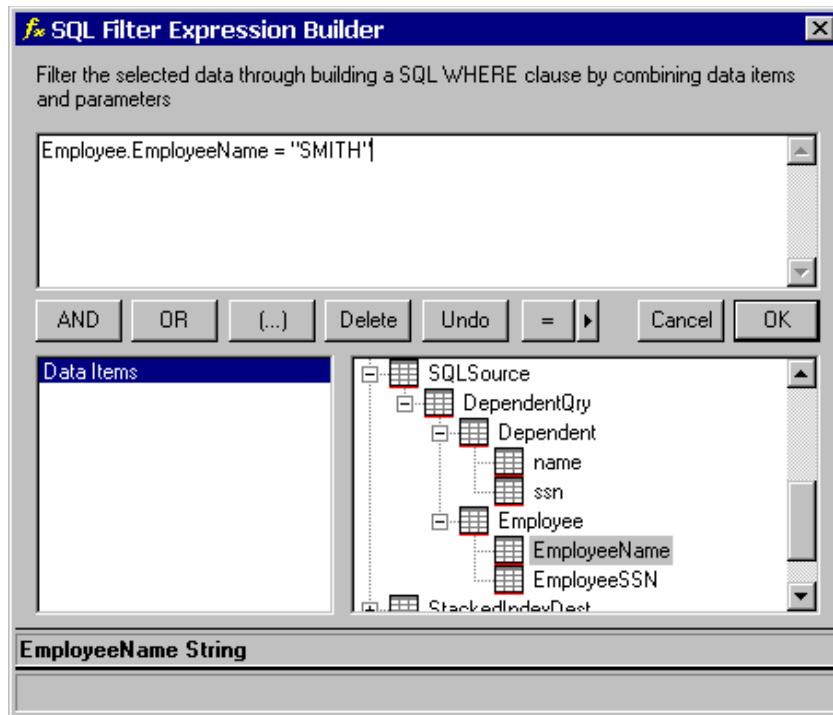 SQL Filter Expression Builder
Filter the selected data through building a SQL WHERE clause by combining data items
and parameters
Employee.EmployeeName = "SMITH"
AND OR (...) Delete Undo = Cancel OK
Data Items
SQLSource
DependentQry
Dependent
name
ssn
Employee
EmployeeName
EmployeeSSN
StackedIndexDest
EmployeeName String